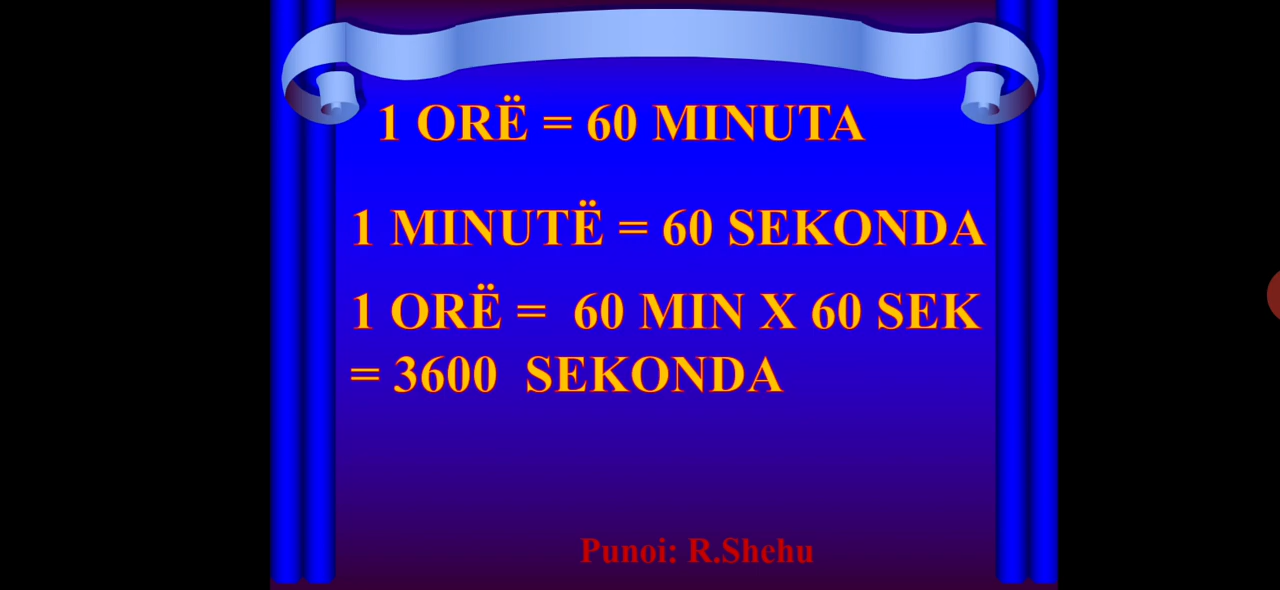 1 ORË = 60 MINUTA
1 MINUTË = 60 SEKONDA
1 ORË = 60 MIN X 60 SEK
= 3600 SEKONDA
Punoi: R.Shehu